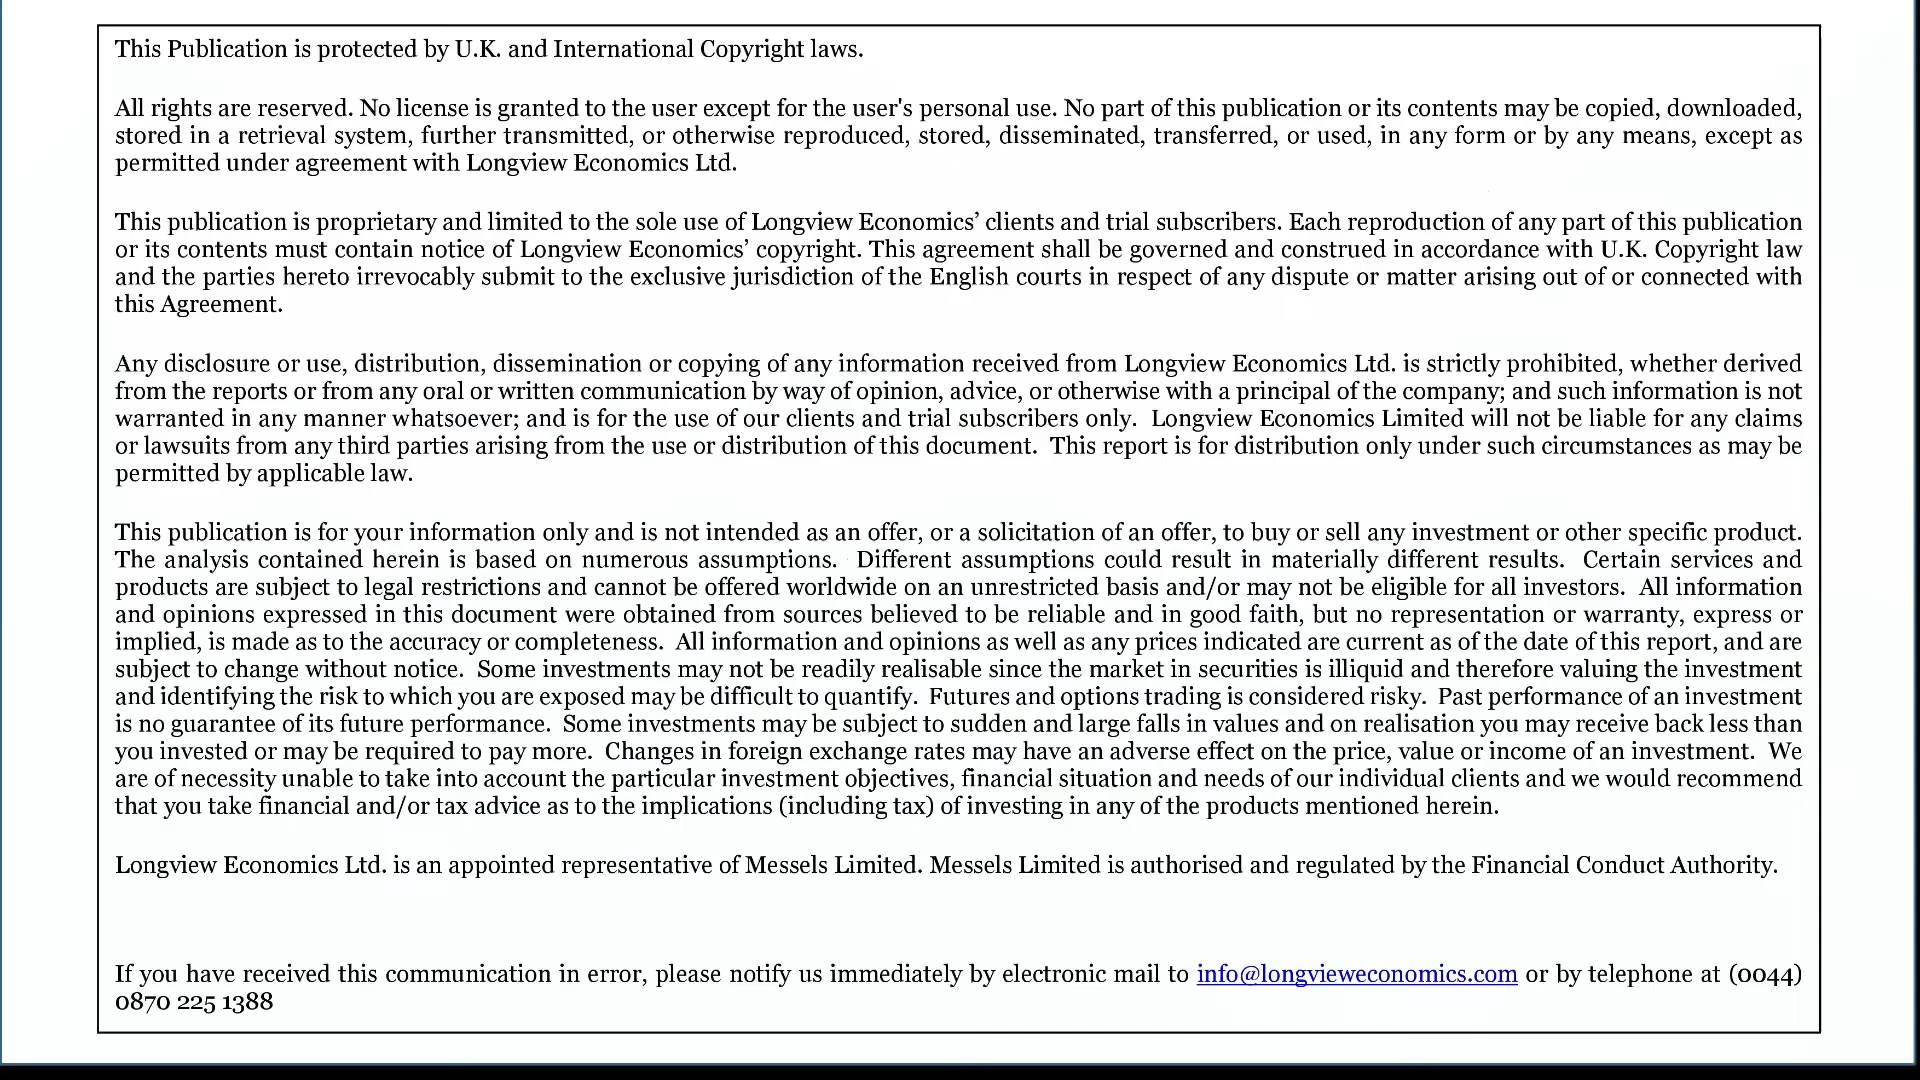 This Publication is protected by U.K. and International Copyright laws.
All rights are reserved. No license is granted to the user except for the user's personal use. No part of this publication or its contents may be copied, downloaded,
stored in a retrieval system, further transmitted, or otherwise reproduced, stored, disseminated, transferred, or used, in any form or by any means, except as
permitted under agreement with Longview Economics Ltd.
This publication is proprietary and limited to the sole use of Longview Economics’ clients and trial subscribers. Each reproduction of any part of this publication
or its contents must contain notice of Longview Economics’ copyright. This agreement shall be governed and construed in accordance with U.K. Copyright law
and the parties hereto irrevocably submit to the exclusive jurisdiction of the English courts in respect of any dispute or matter arising out of or connected with
this Agreement.
Any disclosure or use, distribution, dissemination or copying of any information received from Longview Economics Ltd. is strictly prohibited, whether derived
from the reports or from any oral or written communication by way of opinion, advice, or otherwise with a principal of the company; and such information is not
warranted in any manner whatsoever; and is for the use of our clients and trial subscribers only.  Longview Economics Limited will not be liable for any claims
or lawsuits from any third parties arising from the use or distribution of this document.  This report is for distribution only under such circumstances as may be
permitted by applicable law.
This publication is for your information only and is not intended as an offer, or a solicitation of an offer, to buy or sell any investment or other specific product.
The analysis contained herein is based on numerous assumptions.  Different assumptions could result in materially different results.  Certain services and
products are subject to legal restrictions and cannot be offered worldwide on an unrestricted basis and/or may not be eligible for all investors.  All information
and opinions expressed in this document were obtained from sources believed to be reliable and in good faith, but no representation or warranty, express or
implied, is made as to the accuracy or completeness.  All information and opinions as well as any prices indicated are current as of the date of this report, and are
subject to change without notice.  Some investments may not be readily realisable since the market in securities is illiquid and therefore valuing the investment
and identifying the risk to which you are exposed may be difficult to quantify.  Futures and options trading is considered risky.  Past performance of an investment
is no guarantee of its future performance.  Some investments may be subject to sudden and large falls in values and on realisation you may receive back less than
you invested or may be required to pay more.  Changes in foreign exchange rates may have an adverse effect on the price, value or income of an investment.  We
are of necessity unable to take into account the particular investment objectives, financial situation and needs of our individual clients and we would recommend
that you take financial and/or tax advice as to the implications (including tax) of investing in any of the products mentioned herein.
Longview Economics Ltd. is an appointed representative of Messels Limited. Messels Limited is authorised and regulated by the Financial Conduct Authority.
If you have received this communication in error, please notify us immediately by electronic mail to info@longvieweconomics.com or by telephone at (0044)
0870 225 1388